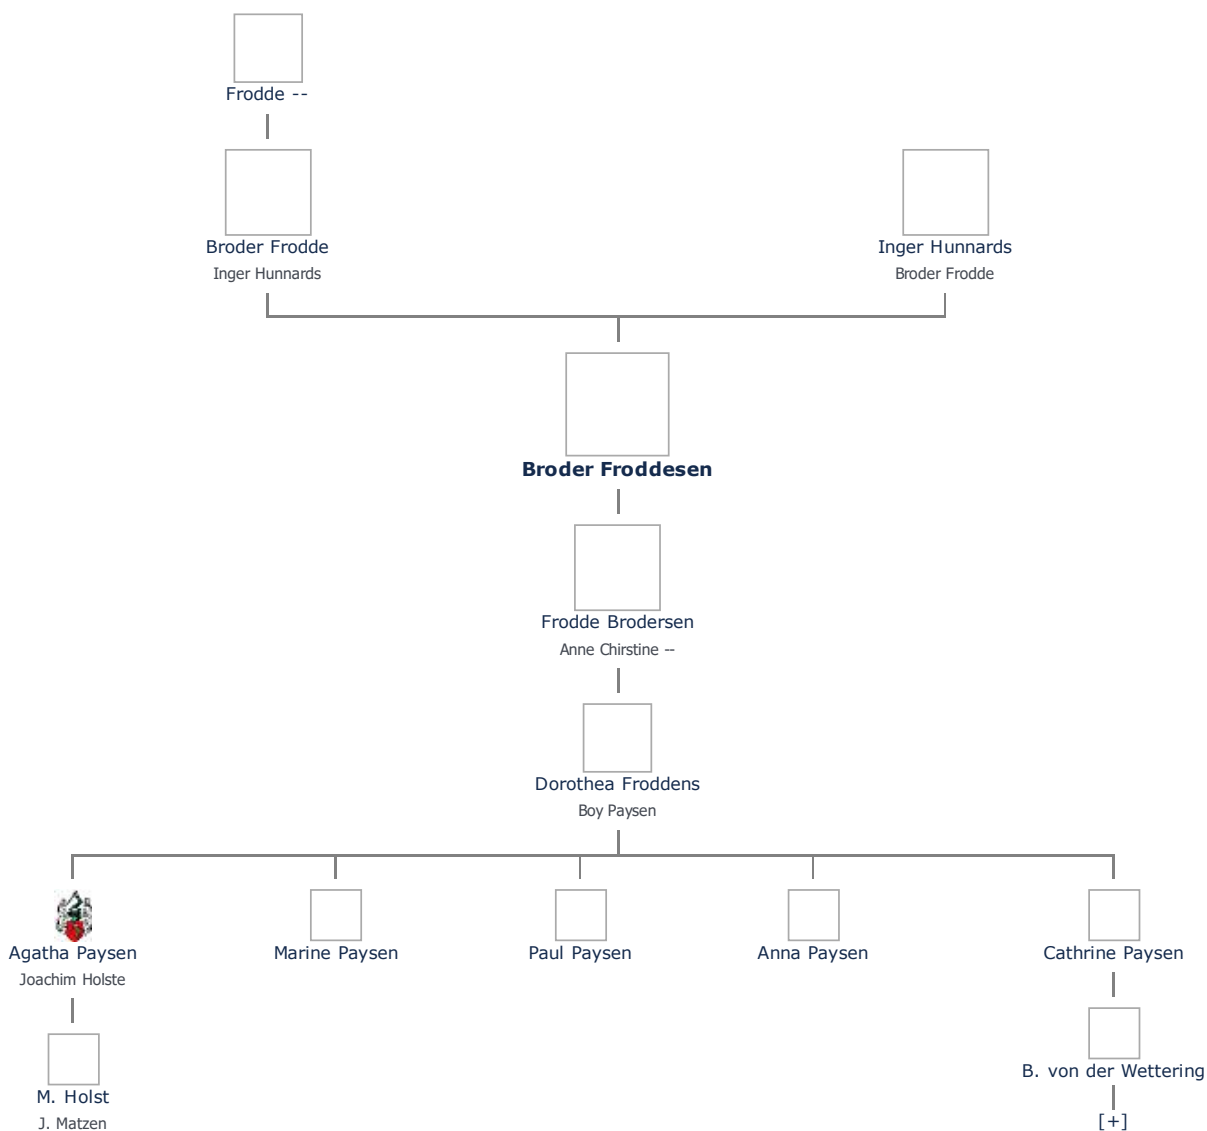 Frodde --
Broder Frodde
Inger Hunnards
Inger Hunnards
Broder Frodde
Broder Froddesen
Frodde Brodersen
Anne Chirstine --
Dorothea Froddens
Boy Paysen
Agatha Paysen
Joachim Holste
Marine Paysen
Paul Paysen
Anna Paysen
Cathrine Paysen
M. Holst
J. Matzen
B. von der Wettering
[+]